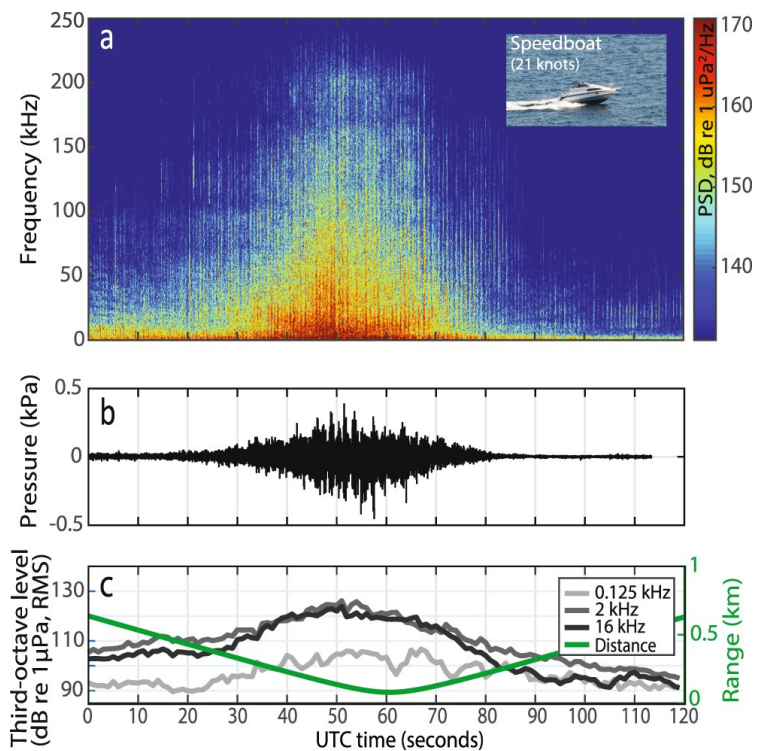 a
Speedboat
(21 knots)
Frequency (kHz)
250
200
150
100
50
0
170
160
150
140
PSD, dB re 1 uPa²/Hz
b
Pressure (kPa)
0.5
0
-0.5
c
Third-octave level
(dB re 1µPa, RMS)
130
110
90
0.125 kHz
2 kHz
16 kHz
Distance
1
0.5
0
Range (km)
0 10 20 30 40 50 60 70 80 90 100 110 120
UTC time (seconds)